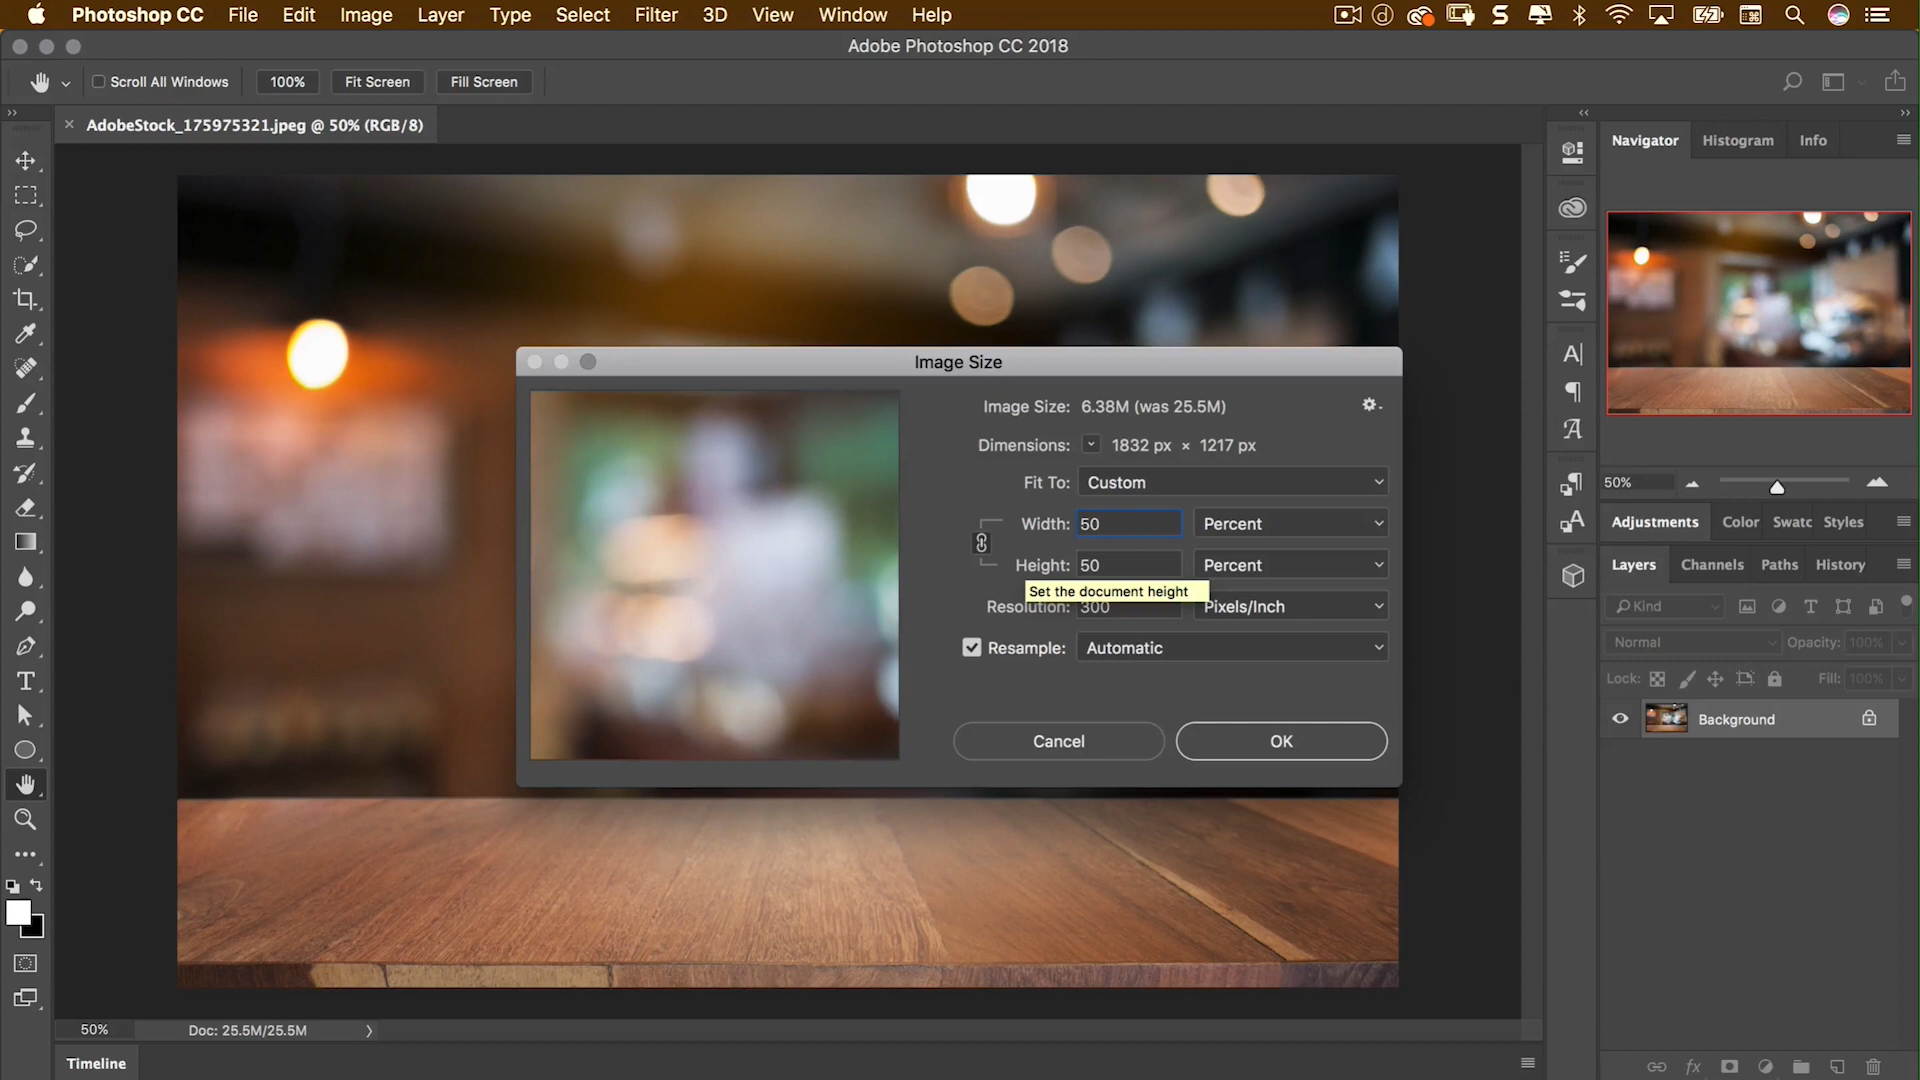 Photoshop CC File Edit Image Layer Type Select Filter 3D View Window Help
Adobe Photoshop CC 2018
Scroll All Windows 100% Fit Screen Fill Screen
AdobeStock_175975321.jpeg @ 50% (RGB/8)
Navigator Histogram Info
Image Size
Image Size: 6.38M (was 25.5M)
Dimensions: 1832 px × 1217 px
Fit To: Custom
Width: 50 Percent
Height: 50 Percent
Set the document height
Resolution: 300 Pixels/Inch
Resample: Automatic
Cancel OK
50%
Adjustments Color Swatc Styles
Layers Channels Paths History
Kind
Normal Opacity: 100%
Lock: Fill: 100%
Background
50% Doc: 25.5M/25.5M
Timeline
fx